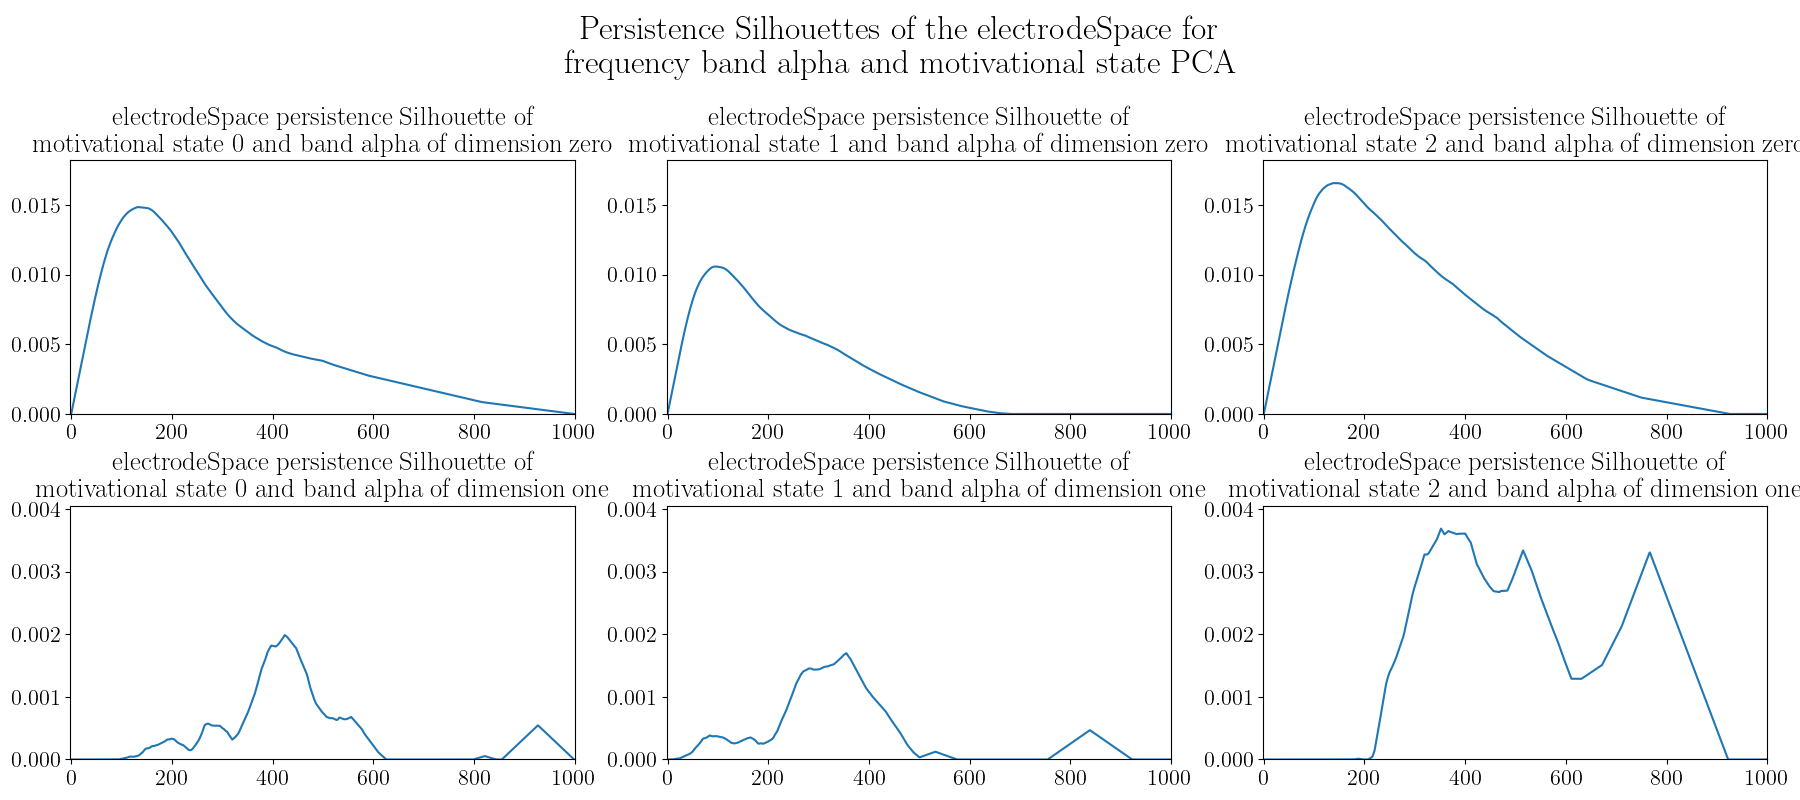 Persistence Silhouettes of the electrodeSpace for
frequency band alpha and motivational state PCA
electrodeSpace persistence Silhouette of
motivational state 0 and band alpha of dimension zero
0.015
0.010
0.005
0.000
0 200 400 600 800 1000
electrodeSpace persistence Silhouette of
motivational state 1 and band alpha of dimension zero
0.015
0.010
0.005
0.000
0 200 400 600 800 1000
electrodeSpace persistence Silhouette of
motivational state 2 and band alpha of dimension zero
0.015
0.010
0.005
0.000
0 200 400 600 800 1000
electrodeSpace persistence Silhouette of
motivational state 0 and band alpha of dimension one
0.004
0.003
0.002
0.001
0.000
0 200 400 600 800 1000
electrodeSpace persistence Silhouette of
motivational state 1 and band alpha of dimension one
0.004
0.003
0.002
0.001
0.000
0 200 400 600 800 1000
electrodeSpace persistence Silhouette of
motivational state 2 and band alpha of dimension one
0.004
0.003
0.002
0.001
0.000
0 200 400 600 800 1000